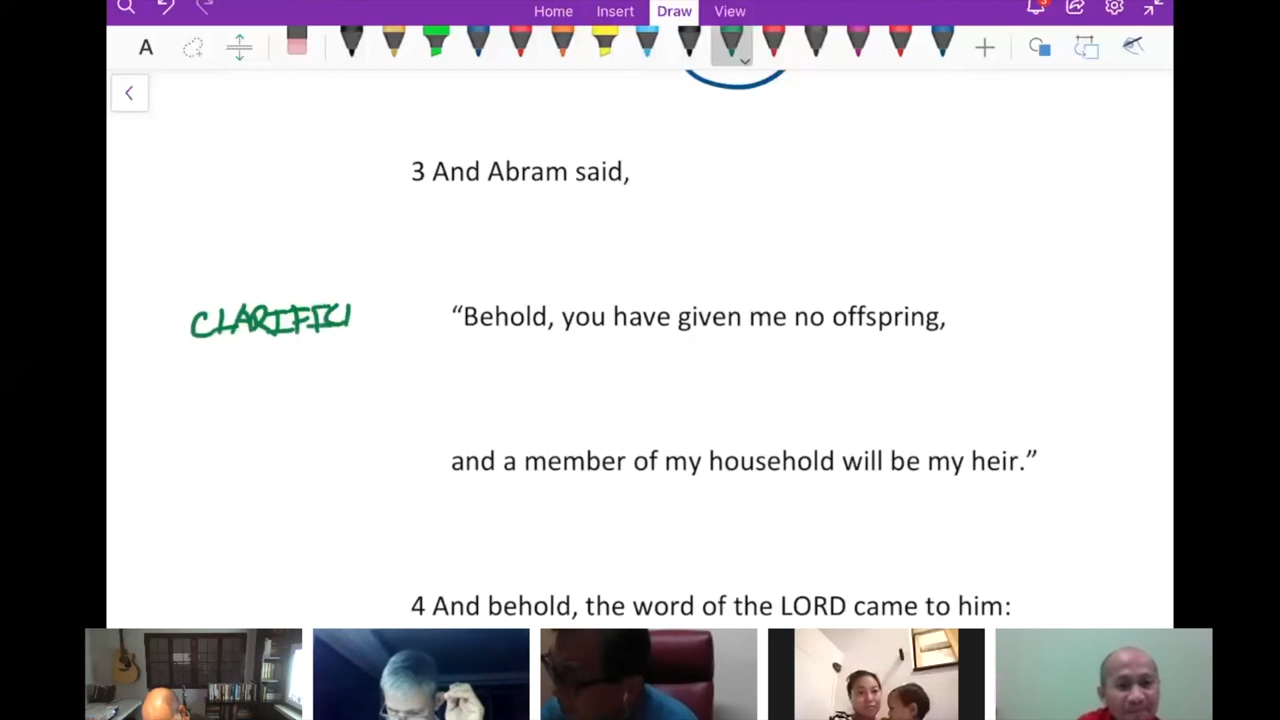 Home Insert Draw View
A
3 And Abram said,
CLARIFICA “Behold, you have given me no offspring,
and a member of my household will be my heir.”
4 And behold, the word of the LORD came to him: